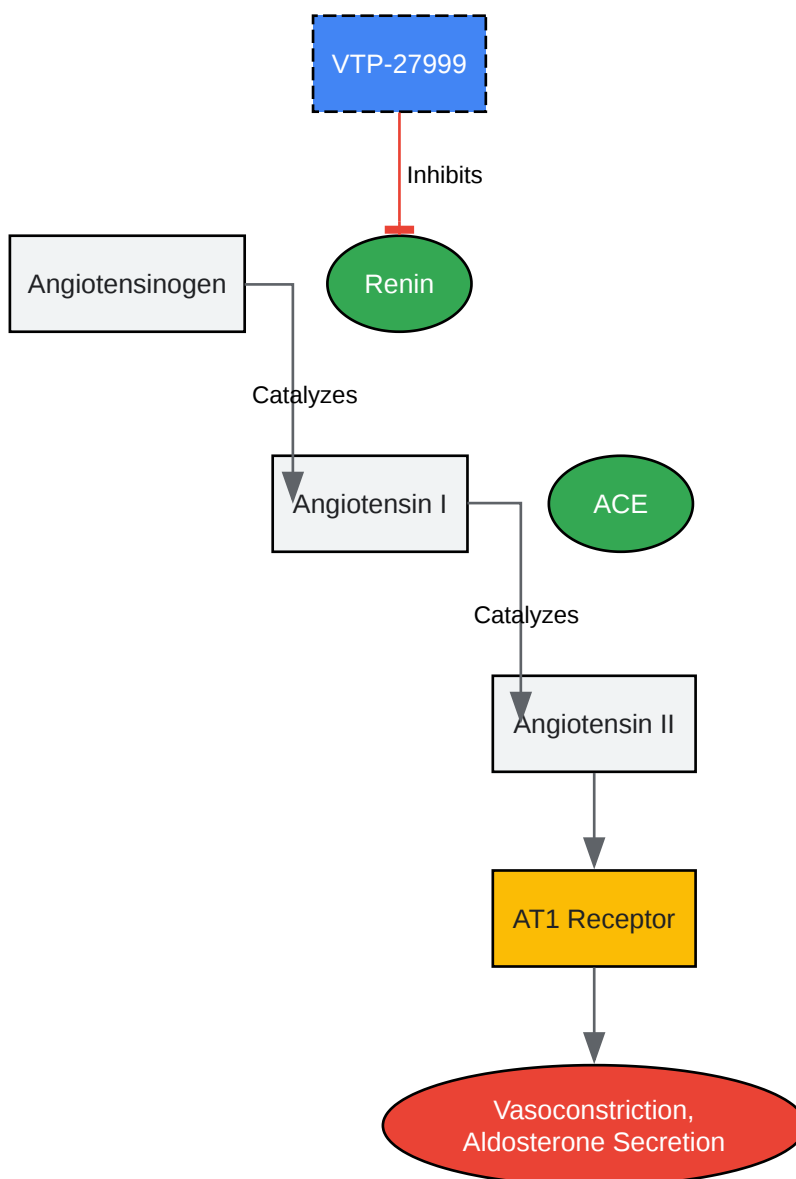 VTP-27999
Inhibits
Angiotensinogen
Renin
Catalyzes
Angiotensin I
ACE
Catalyzes
Angiotensin II
AT1 Receptor
Vasoconstriction,
Aldosterone Secretion